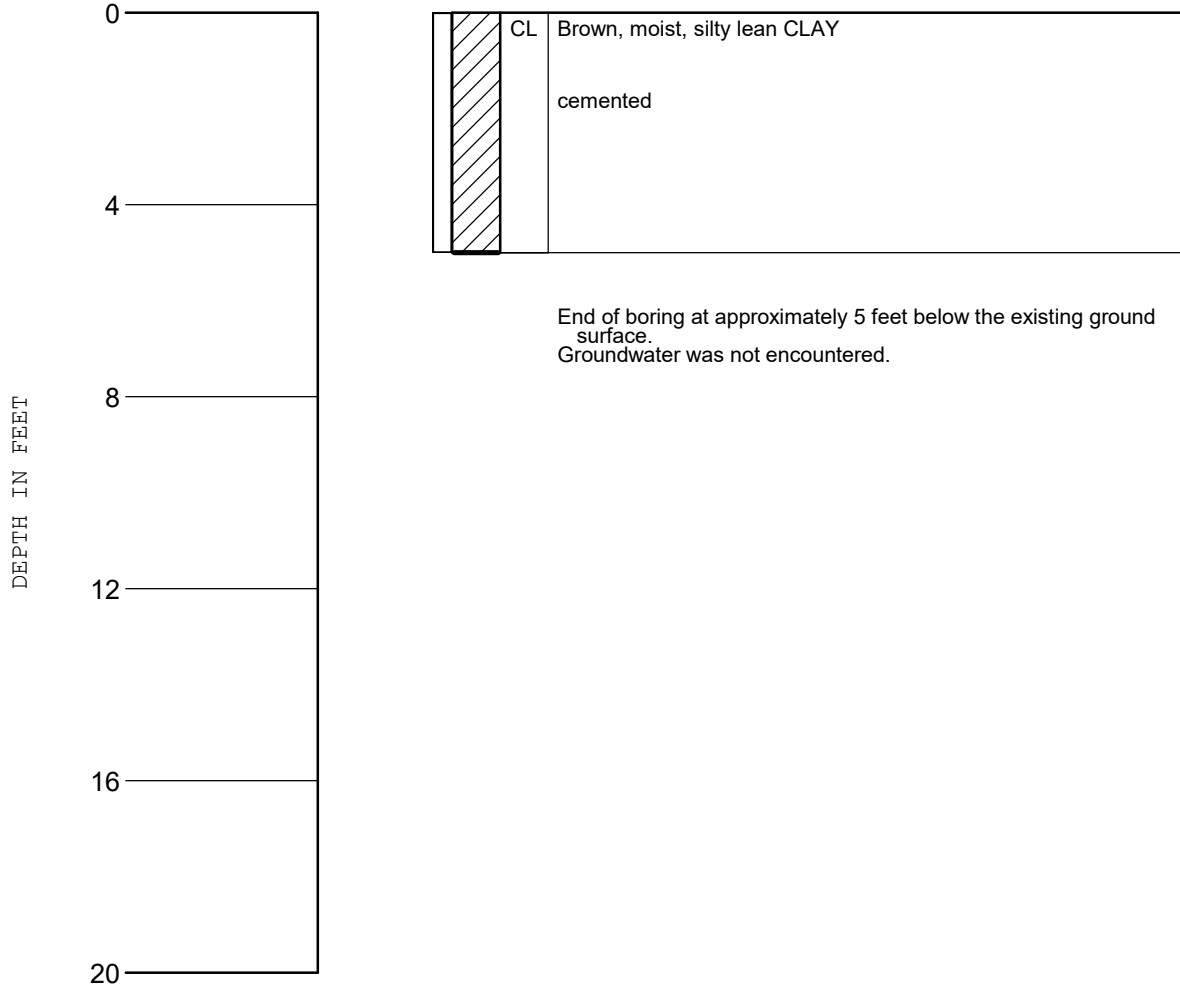 0
CL Brown, moist, silty lean CLAY
cemented
4
End of boring at approximately 5 feet below the existing ground
surface.
Groundwater was not encountered.
8
DEPTH IN FEET
12
16
20